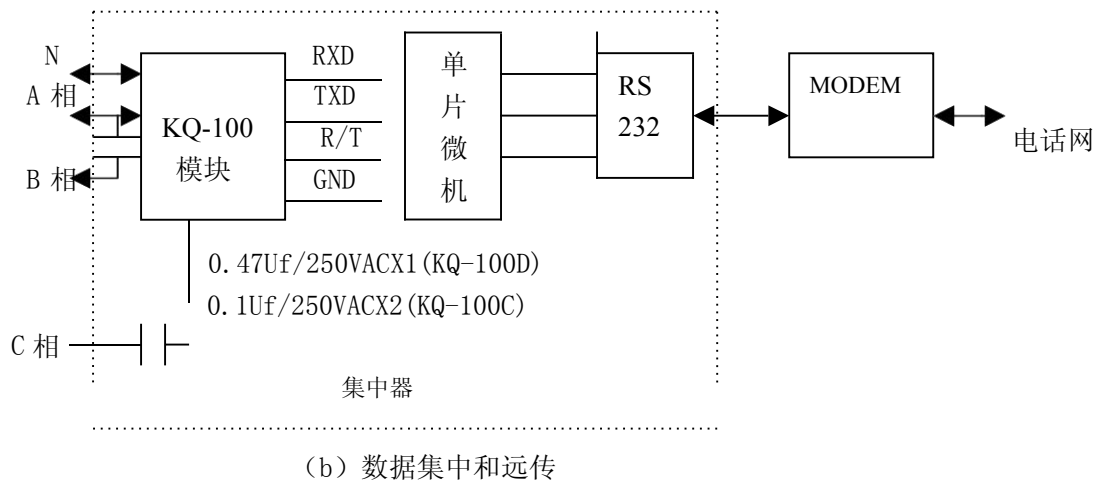 N
A 相
B 相
C 相
KQ-100
模块
RXD
TXD
R/T
GND
单
片
微
机
RS
232
MODEM
电话网
0.47Uf/250VACX1(KQ-100D)
0.1Uf/250VACX2(KQ-100C)
集中器
（b）数据集中和远传